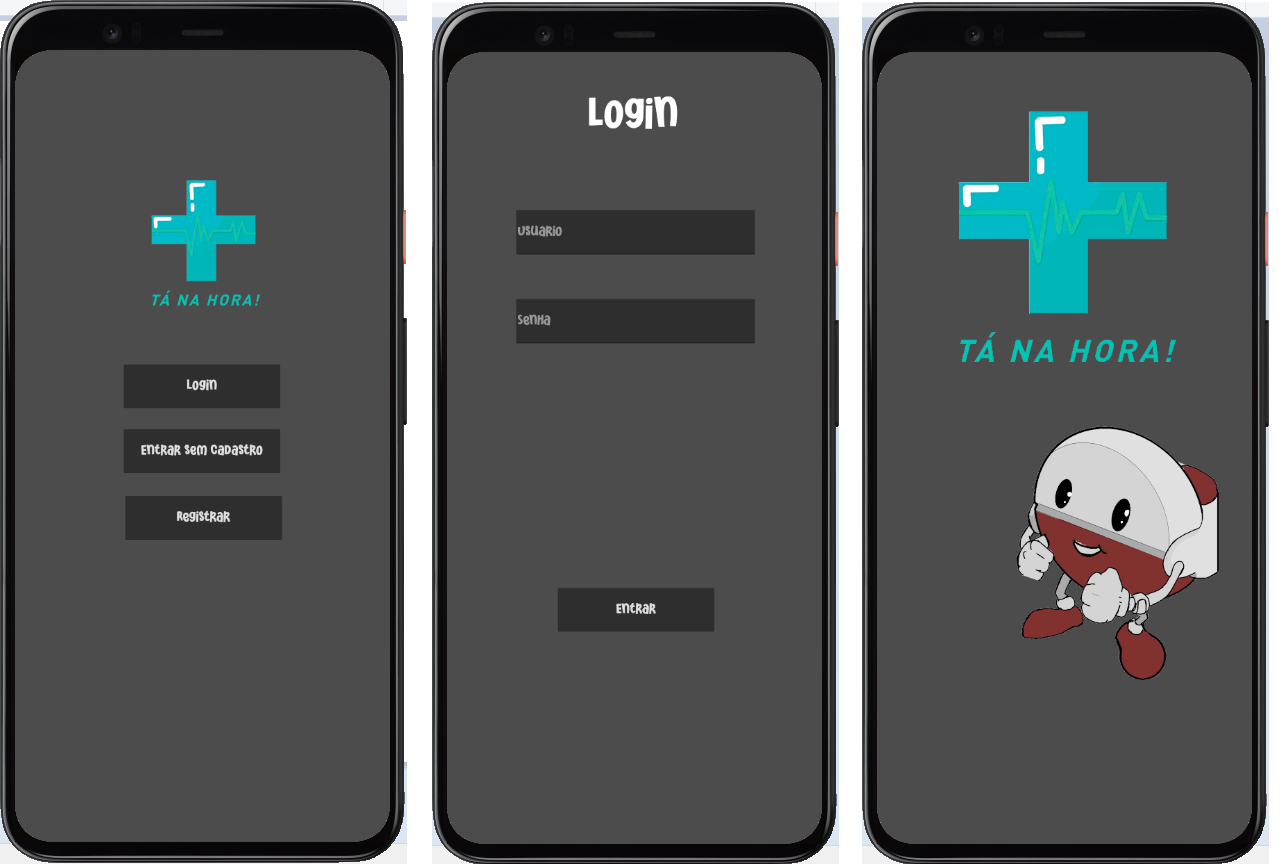 TÁ NA HORA!
Login
Entrar sem cadastro
Registrar
Login
usuario
senha
Entrar
TÁ NA HORA!